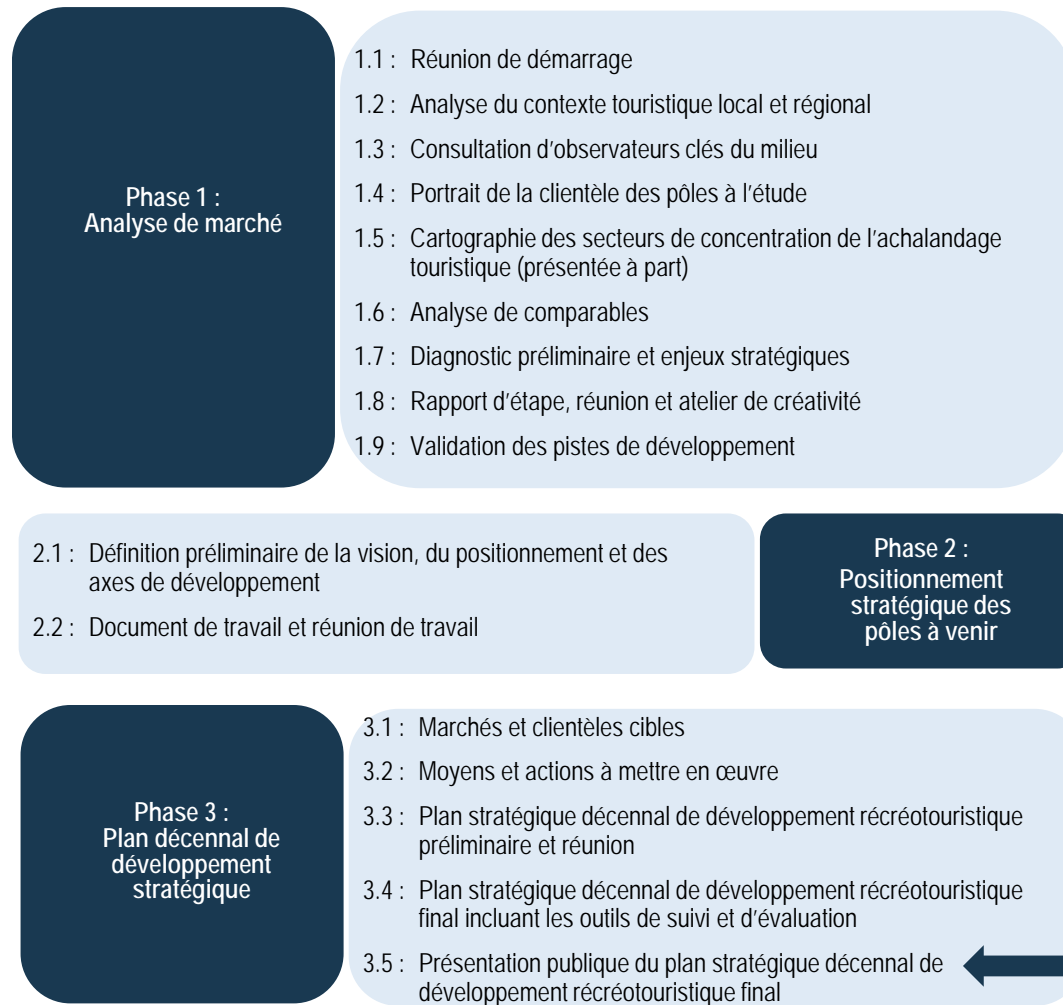 Phase 1 :
Analyse de marché
1.1 : Réunion de démarrage
1.2 : Analyse du contexte touristique local et régional
1.3 : Consultation d’observateurs clés du milieu
1.4 : Portrait de la clientèle des pôles à l’étude
1.5 : Cartographie des secteurs de concentration de l’achalandage
touristique (présentée à part)
1.6 : Analyse de comparables
1.7 : Diagnostic préliminaire et enjeux stratégiques
1.8 : Rapport d’étape, réunion et atelier de créativité
1.9 : Validation des pistes de développement
2.1 : Définition préliminaire de la vision, du positionnement et des
axes de développement
2.2 : Document de travail et réunion de travail
Phase 2 :
Positionnement
stratégique des
pôles à venir
Phase 3 :
Plan décennal de
développement
stratégique
3.1 : Marchés et clientèles cibles
3.2 : Moyens et actions à mettre en œuvre
3.3 : Plan stratégique décennal de développement récréotouristique
préliminaire et réunion
3.4 : Plan stratégique décennal de développement récréotouristique
final incluant les outils de suivi et d’évaluation
3.5 : Présentation publique du plan stratégique décennal de
développement récréotouristique final